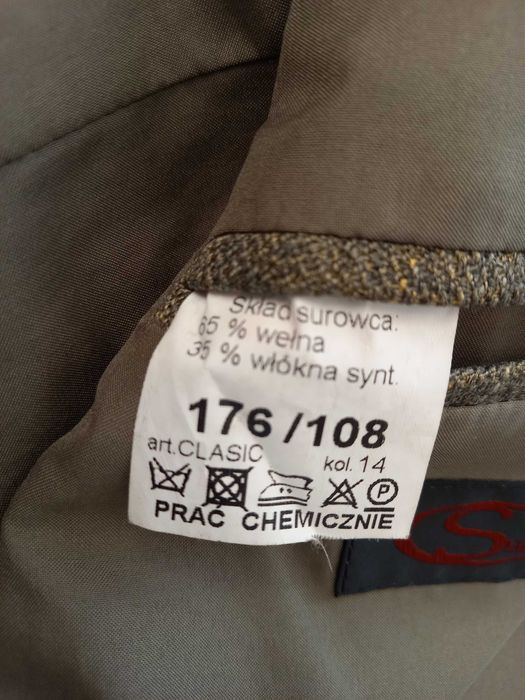 Skład surowca:
65 % wełna
35 % włókna synt.
176/108
art.CLASIC
kol. 14
P
PRAĆ CHEMICZNIE